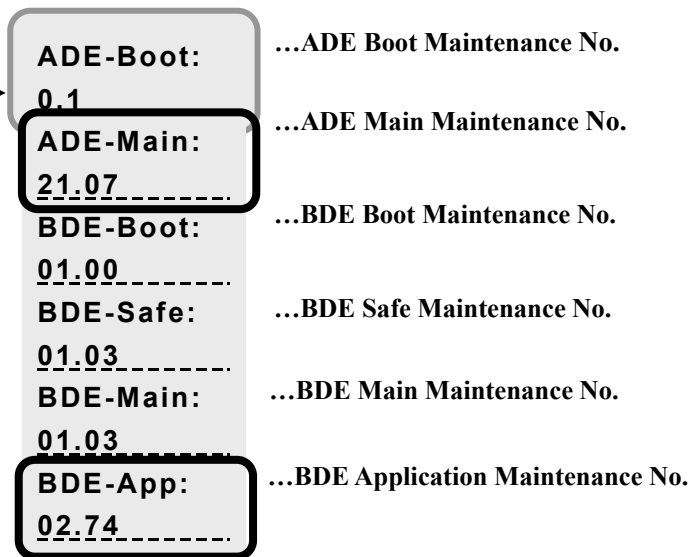 ADE-Boot:
…ADE Boot Maintenance No.
0.1
ADE-Main:
…ADE Main Maintenance No.
21.07
BDE-Boot:
…BDE Boot Maintenance No.
01.00
BDE-Safe:
…BDE Safe Maintenance No.
01.03
BDE-Main:
…BDE Main Maintenance No.
01.03
BDE-App:
…BDE Application Maintenance No.
02.74